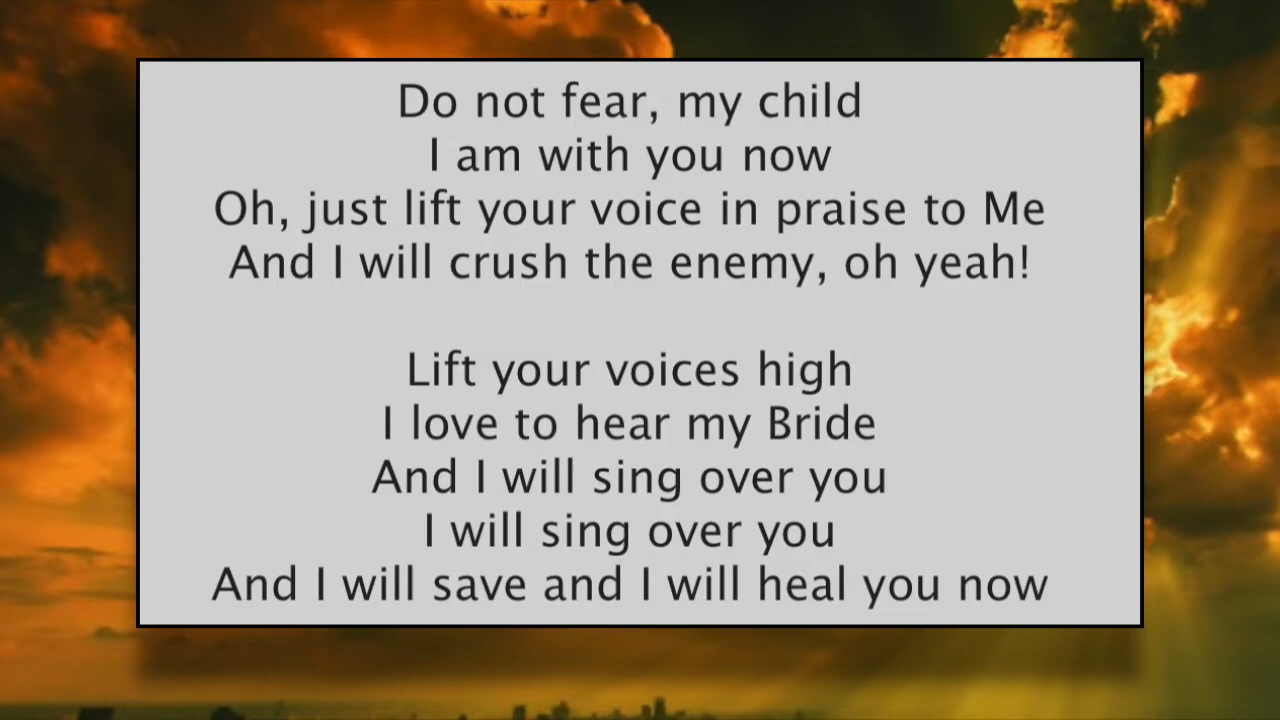 Do not fear, my child
I am with you now
Oh, just lift your voice in praise to Me
And I will crush the enemy, oh yeah!
Lift your voices high
I love to hear my Bride
And I will sing over you
I will sing over you
And I will save and I will heal you now